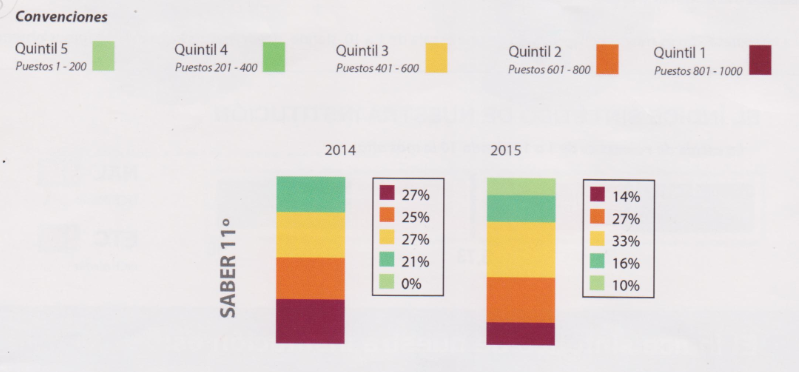 Convenciones
Quintil 5
Puestos 1 - 200
Quintil 4
Puestos 201 - 400
Quintil 3
Puestos 401 - 600
Quintil 2
Puestos 601 - 800
Quintil 1
Puestos 801 - 1000
SABER 11º
2014
27%
25%
27%
21%
0%
2015
14%
27%
33%
16%
10%